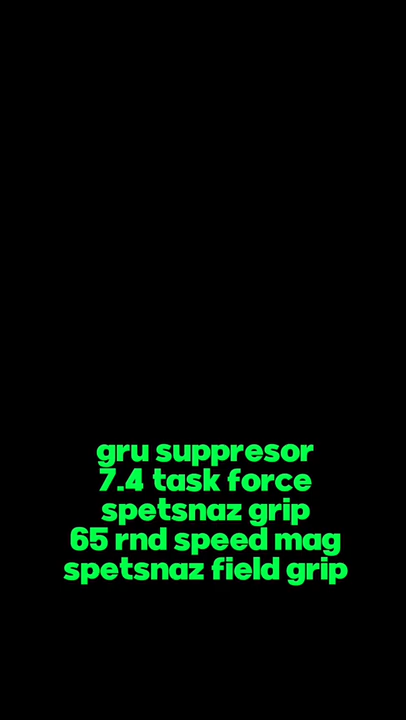 gru suppresor
7.4 task force
spetsnaz grip
65 rnd speed mag
spetsnaz field grip